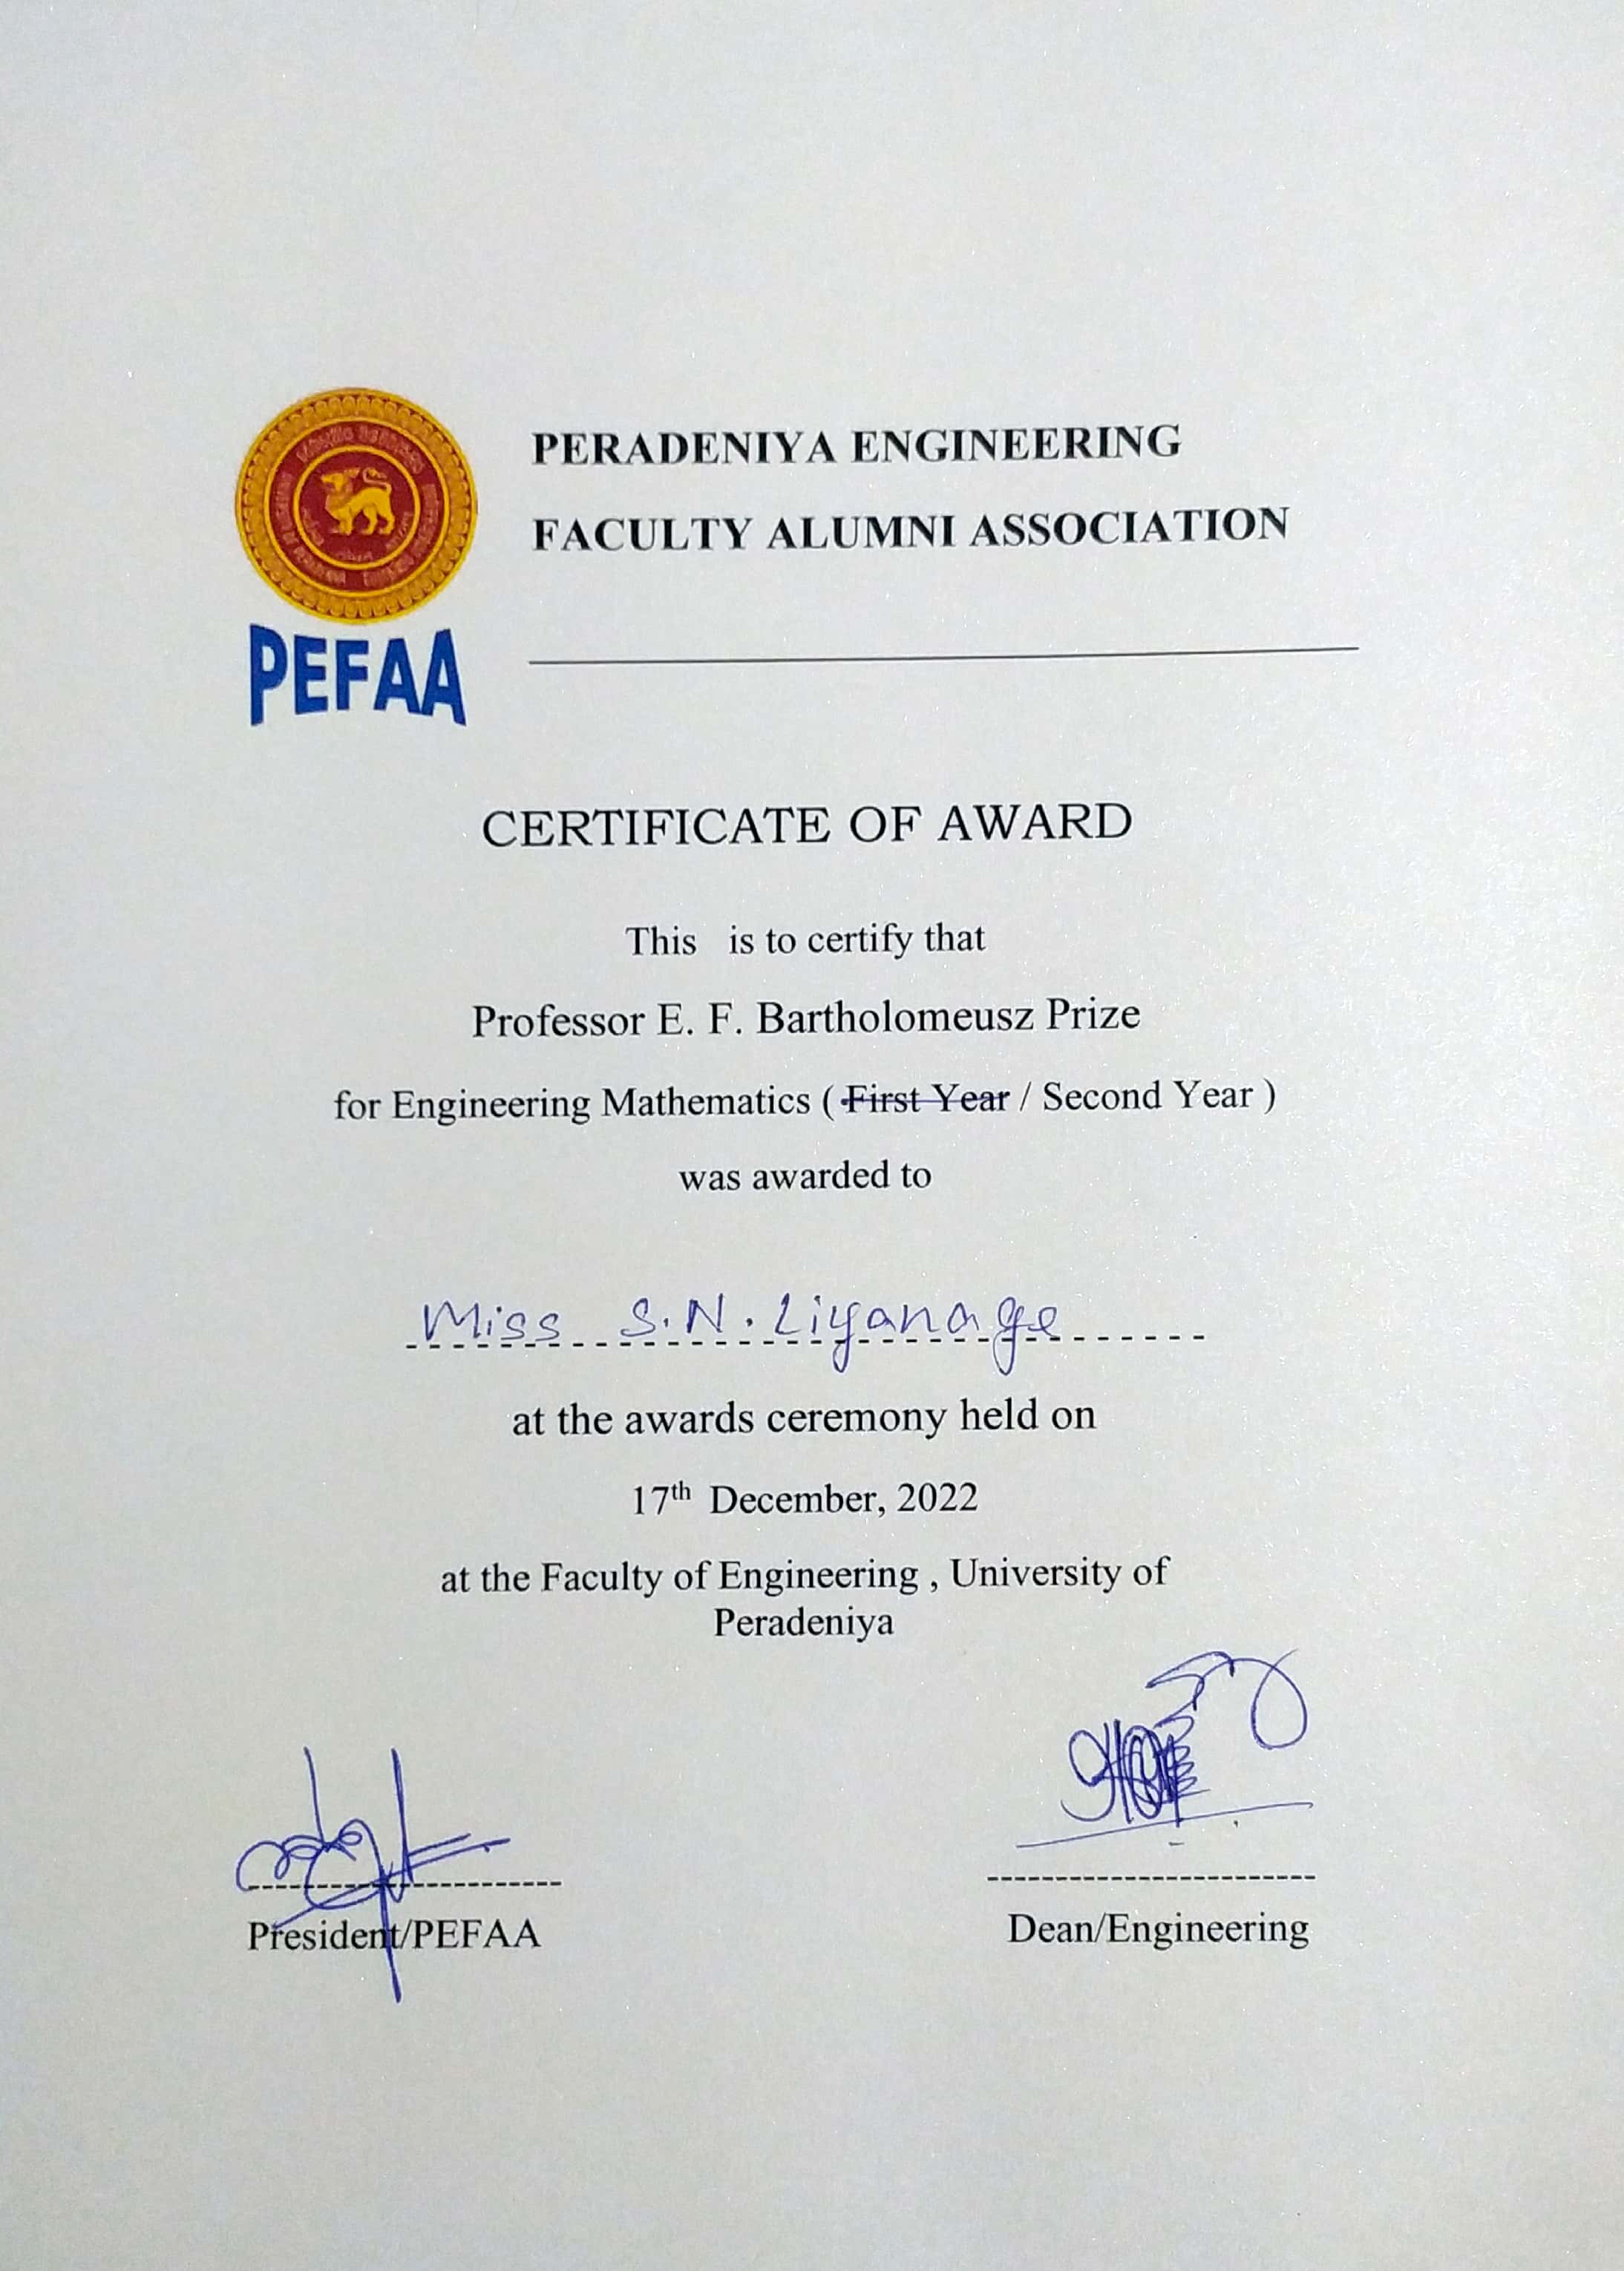 PERADENIYA ENGINEERING
FACULTY ALUMNI ASSOCIATION
PEFAA
CERTIFICATE OF AWARD
This is to certify that
Professor E. F. Bartholomeusz Prize
for Engineering Mathematics ( First Year / Second Year )
was awarded to
Miss S.N. Liyanage
at the awards ceremony held on
17th December, 2022
at the Faculty of Engineering , University of
Peradeniya
President/PEFAA
Dean/Engineering